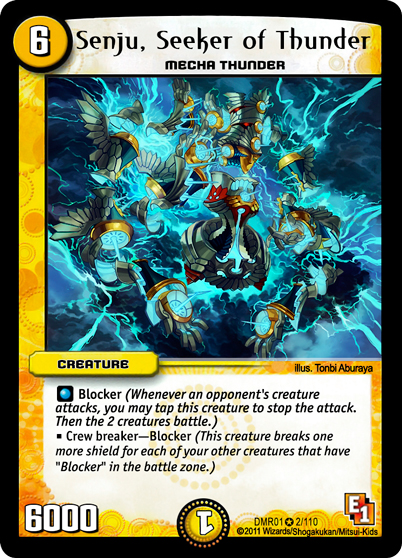 6
Senju, Seeker of Thunder
MECHA THUNDER
CREATURE
illus. Tonbi Aburaya
Blocker (Whenever an opponent's creature
attacks, you may tap this creature to stop the attack.
Then the 2 creatures battle.)
▪ Crew breaker—Blocker (This creature breaks one
more shield for each of your other creatures that have
"Blocker" in the battle zone.)
6000
1
DMR01 ✪ 2/110
©2011 Wizards/Shogakukan/Mitsui-Kids
E1